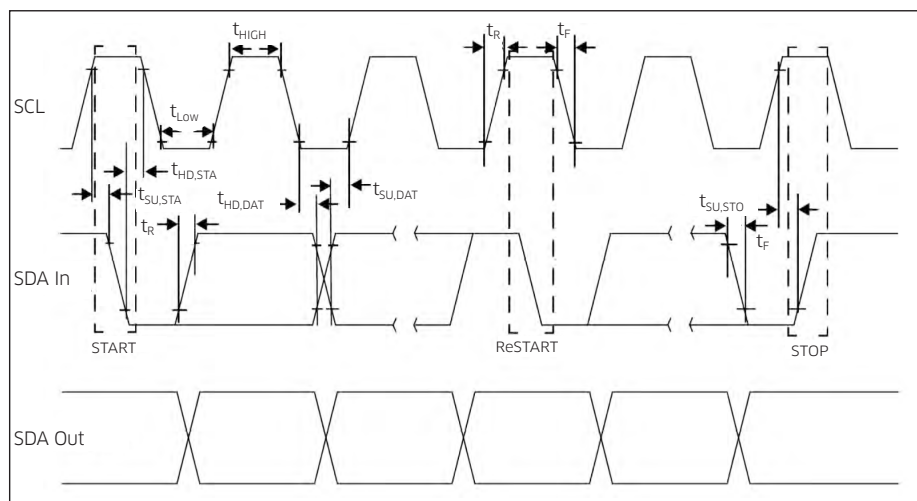 tHIGH
tR
tF
SCL
tLow
tHD,STA
tSU,STA
tHD,DAT
tSU,DAT
tSU,STO
tR
tF
SDA In
START
ReSTART
STOP
SDA Out